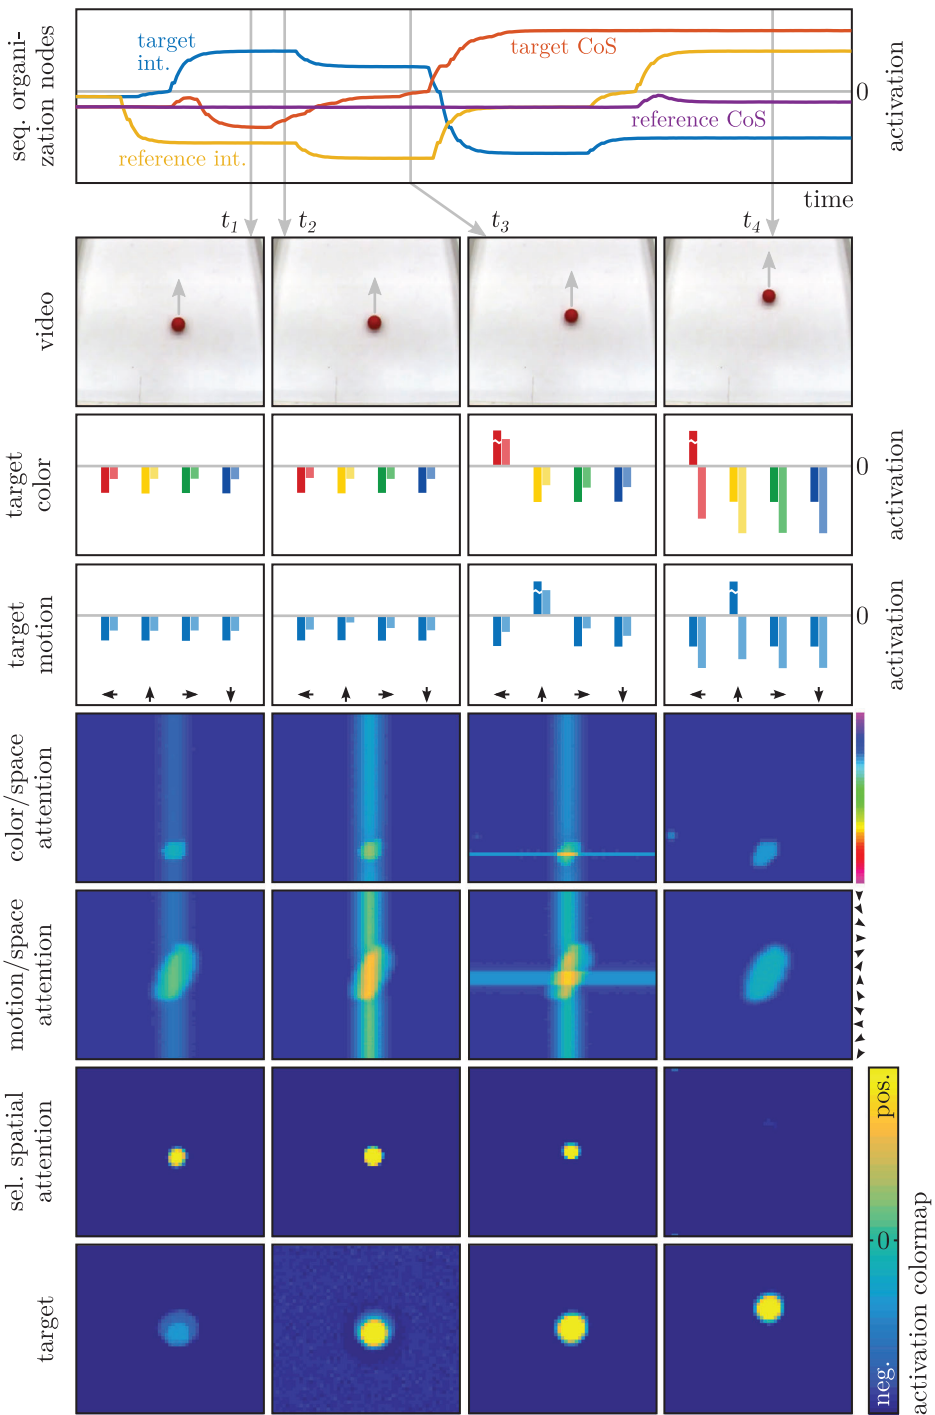 seq. organi-
zation nodes
target
int.
target CoS
reference int.
reference CoS
0
activation
time
t1
t2
t3
t4
video
target
color
0
activation
target
motion
0
activation
color/space
attention
motion/space
attention
sel. spatial
attention
target
pos.
0
neg.
activation colormap